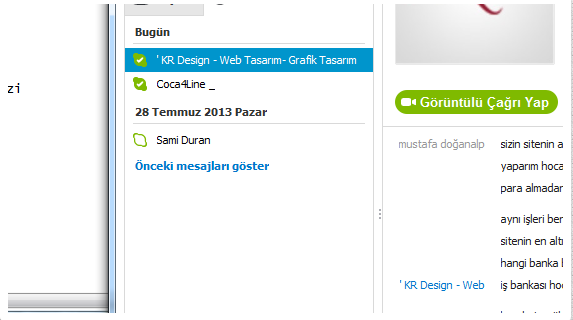 zi
Bugün
' KR Design - Web Tasarım- Grafik Tasarım
Coca4Line _
28 Temmuz 2013 Pazar
Sami Duran
Önceki mesajları göster
Görüntülü Çağrı Yap
mustafa doğanalp
sizin sitenin a
yaparım hoca
para almadan
aynı işleri ber
sitenin en altı
hangi banka b
' KR Design - Web
iş bankası hoc